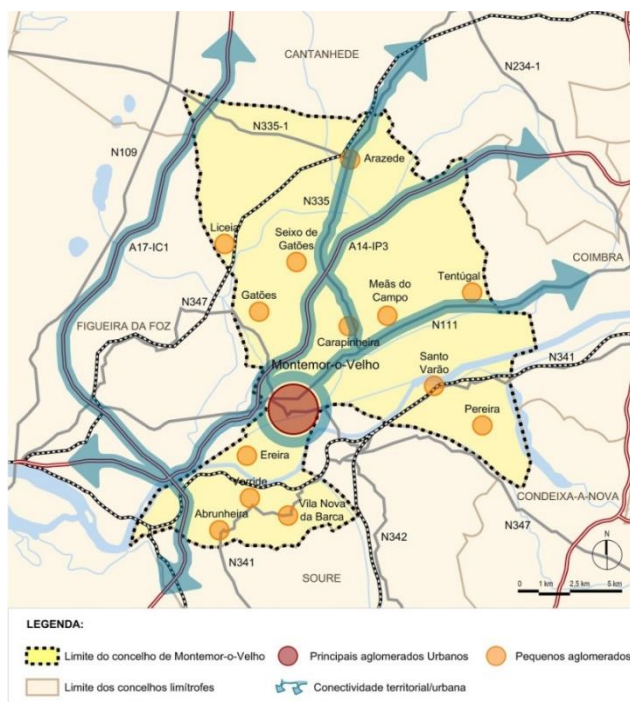 CANTANHEDE
N234-1
N335-1
N109
Arazede
N335
Liceia
Seixo de
Gatões
A17-IC1
A14-IP3
COIMBRA
Meãs do
Campo
Tentúgal
N347
Gatões
FIGUEIRA DA FOZ
Carapinheira
N111
Montemor-o-Velho
Santo
Varão
N341
Pereira
Ereira
Verride
CONDEIXA-A-NOVA
Abrunheira
Vila Nova
da Barca
N347
N342
N341
SOURE
N
0 1 km 2,5 km 5 km
LEGENDA:
Limite do concelho de Montemor-o-Velho
Principais aglomerados Urbanos
Pequenos aglomerados
Limite dos concelhos limítrofes
Conectividade territorial/urbana